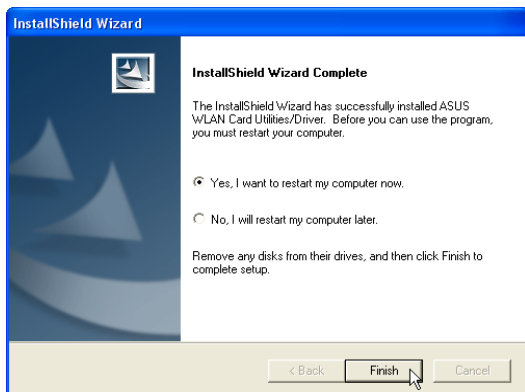 InstallShield Wizard
InstallShield Wizard Complete
The InstallShield Wizard has successfully installed ASUS
WLAN Card Utilities/Driver. Before you can use the program,
you must restart your computer.
Yes, I want to restart my computer now.
No, I will restart my computer later.
Remove any disks from their drives, and then click Finish to
complete setup.
< Back Finish Cancel